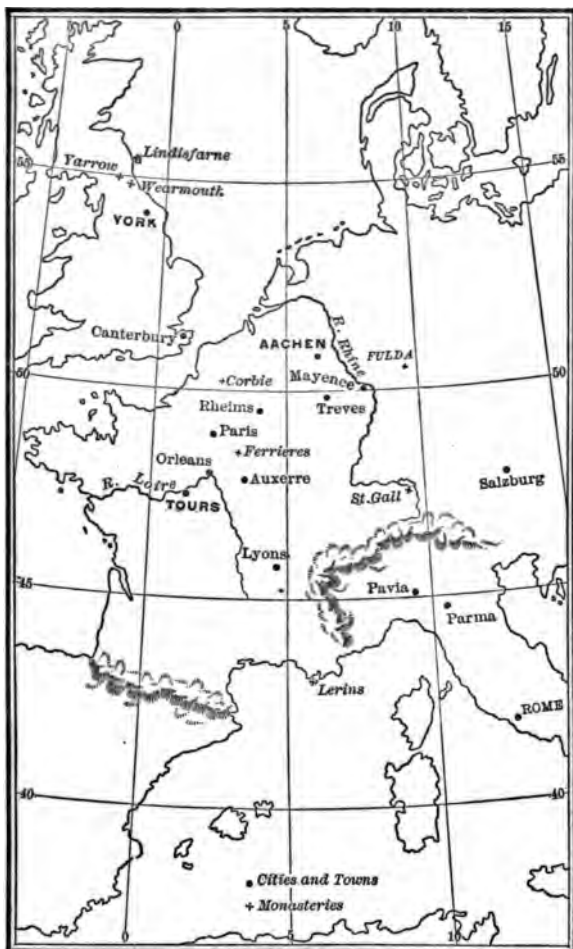 5 0 5 10 15
Lindisfarne
55 55
Yarrow
Wearmouth
YORK
Canterbury
AACHEN
R. Rhine
FULDA
50 50
Corbie
Mayence
Rheims
Treves
Paris
Ferrieres
Orleans
Auxerre
Salzburg
R. Loire
St. Gall
TOURS
Lyons
45 45
Pavia
Parma
Lerins
ROME
40 40
Cities and Towns
Monasteries
0 5 10